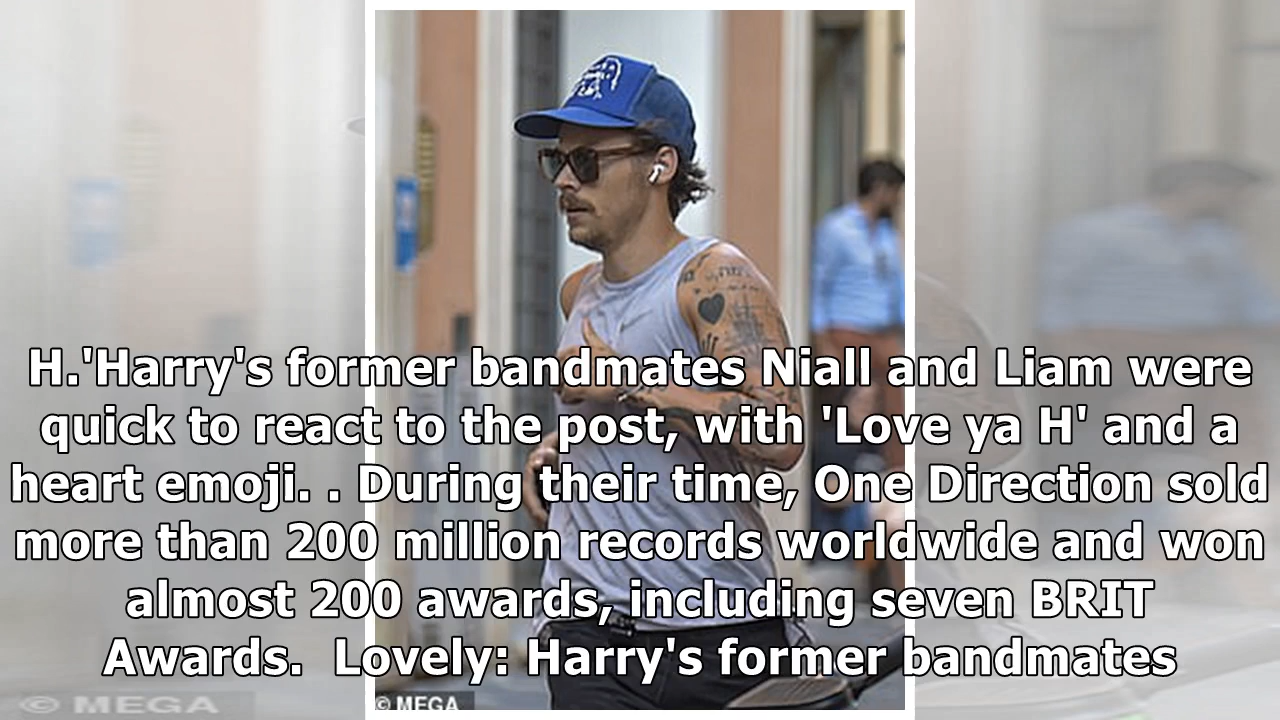 H.'Harry's former bandmates Niall and Liam were
quick to react to the post, with 'Love ya H' and a
heart emoji. . During their time, One Direction sold
more than 200 million records worldwide and won
almost 200 awards, including seven BRIT
Awards.  Lovely: Harry's former bandmates
© MEGA
© MEGA